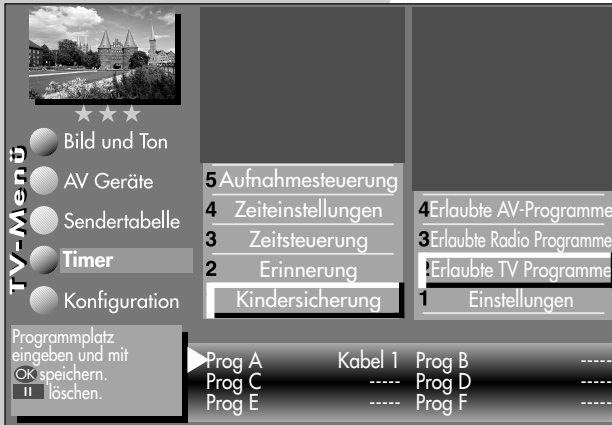 TV-Menü
Bild und Ton
AV Geräte
Sendertabelle
Timer
Konfiguration
5 Aufnahmesteuerung
4 Zeiteinstellungen
3 Zeitsteuerung
2 Erinnerung
Kindersicherung
4 Erlaubte AV-Programme
3 Erlaubte Radio Programme
2 Erlaubte TV Programme
1 Einstellungen
Programmplatz
eingeben und mit
OK speichern.
II löschen.
Prog A Kabel 1 Prog B -----
Prog C ----- Prog D -----
Prog E ----- Prog F -----